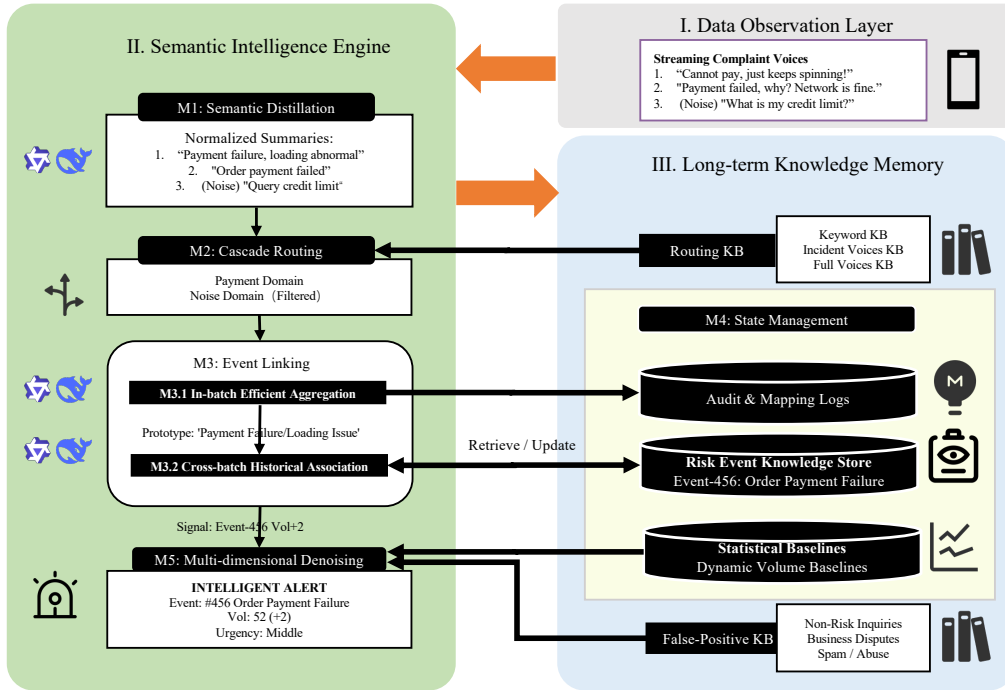 I. Data Observation Layer
Streaming Complaint Voices
1. “Cannot pay, just keeps spinning!”
2. "Payment failed, why? Network is fine.”
3. (Noise) "What is my credit limit?”
II. Semantic Intelligence Engine
M1: Semantic Distillation
Normalized Summaries:
1. “Payment failure, loading abnormal”
2. "Order payment failed”
3. (Noise) "Query credit limit“
M2: Cascade Routing
Payment Domain
Noise Domain（Filtered）
M3: Event Linking
M3.1 In-batch Efficient Aggregation
Prototype: 'Payment Failure/Loading Issue'
M3.2 Cross-batch Historical Association
Signal: Event-456 Vol+2
M5: Multi-dimensional Denoising
INTELLIGENT ALERT
Event: #456 Order Payment Failure
Vol: 52 (+2)
Urgency: Middle
Retrieve / Update
III. Long-term Knowledge Memory
Routing KB
Keyword KB
Incident Voices KB
Full Voices KB
M4: State Management
Audit & Mapping Logs
M
Risk Event Knowledge Store
Event-456: Order Payment Failure
Statistical Baselines
Dynamic Volume Baselines
False-Positive KB
Non-Risk Inquiries
Business Disputes
Spam / Abuse